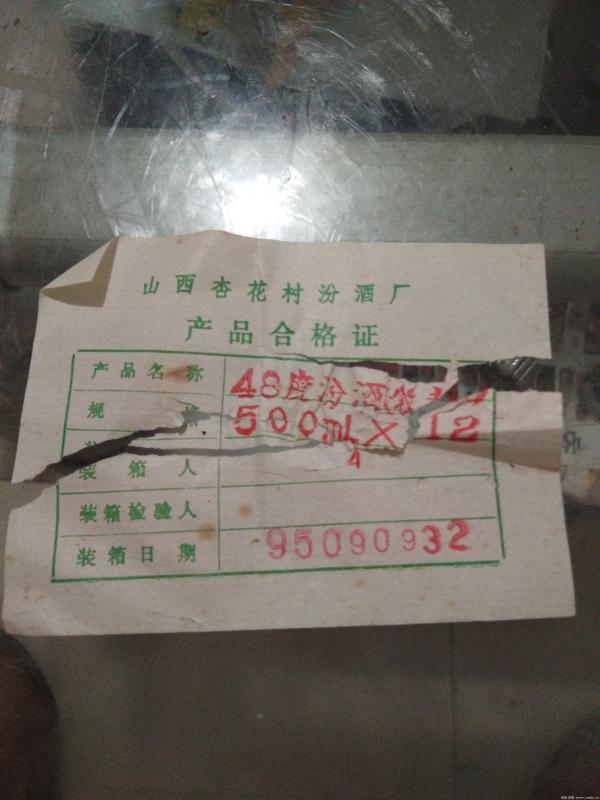 山西杏花村汾酒厂
产品合格证
产品名称 48度汾酒
规格 500ml × 12
装箱人 4
装箱检验人
装箱日期 95090932